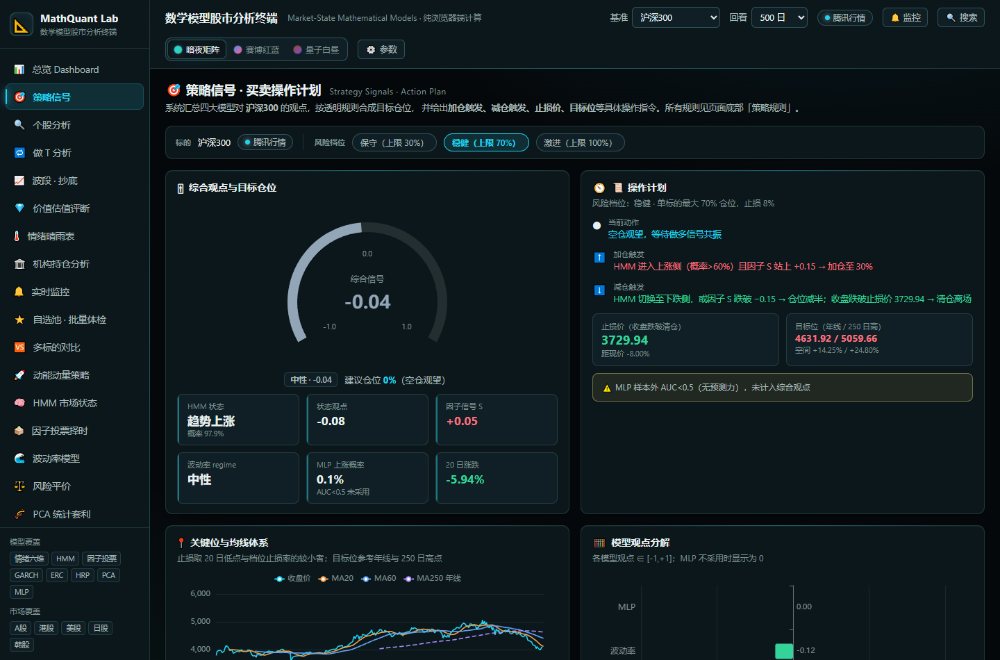 MathQuant Lab
数学模型股市分析终端
总览 Dashboard
策略信号
个股分析
做 T 分析
波段 · 抄底
价值估值评断
情绪晴雨表
机构持仓分析
实时监控
自选池 · 批量体检
多标的对比
动能动量策略
HMM 市场状态
因子投票择时
波动率模型
风险平价
PCA 统计套利
模型覆盖
情绪六维 HMM 因子投票
GARCH ERC HRP PCA
MLP
市场覆盖
A股 港股 美股 日股
韩股
数学模型股市分析终端 Market-State Mathematical Models · 纯浏览器端计算
基准 沪深300 回看 500 日 腾讯行情 监控 搜索
暗夜矩阵 赛博红蓝 量子白昼 参数
策略信号 · 买卖操作计划 Strategy Signals · Action Plan
系统汇总四大模型对 沪深300 的观点，按透明规则合成目标仓位，并给出加仓触发、减仓触发、止损价、目标位等具体操作指令。所有规则见页面底部「策略规则」。
标的 沪深300 腾讯行情 风险档位 保守（上限 30%） 稳健（上限 70%） 激进（上限 100%）
综合观点与目标仓位
0.0
综合信号
-0.04
-1.0 1.0
中性 · -0.04 建议仓位 0%（空仓观望）
HMM 状态
趋势上涨
概率 97.9%
状态观点
-0.08
因子信号 S
+0.05
波动率 regime
中性
MLP 上涨概率
0.1%
AUC<0.5 未采用
20 日涨跌
-5.94%
操作计划
风险档位：稳健 · 单标的最大 70% 仓位，止损 8%
当前动作
空仓观望，等待做多信号共振
加仓触发
HMM 进入上涨侧（概率>60%）且因子 S 站上 +0.15 → 加仓至 30%
减仓触发
HMM 切换至下跌侧，或因子 S 跌破 −0.15 → 仓位减半；收盘跌破止损价 3729.94 → 清仓离场
止损价（收盘跌破清仓）
3729.94
距现价 -8.00%
目标位（年线 / 250 日高）
4631.92 / 5059.66
空间 +14.25% / +24.80%
MLP 样本外 AUC<0.5（无预测力），未计入综合观点
关键位与均线体系
止损取 20 日低点与档位止损率的较小者；目标位参考年线与 250 日高点
收盘价 MA20 MA60 MA250 年线
6,000
5,000
4,000
模型观点分解
各模型观点 ∈ [-1,+1]；MLP 不采用时显示为 0
MLP 0.00
波动率 -0.12